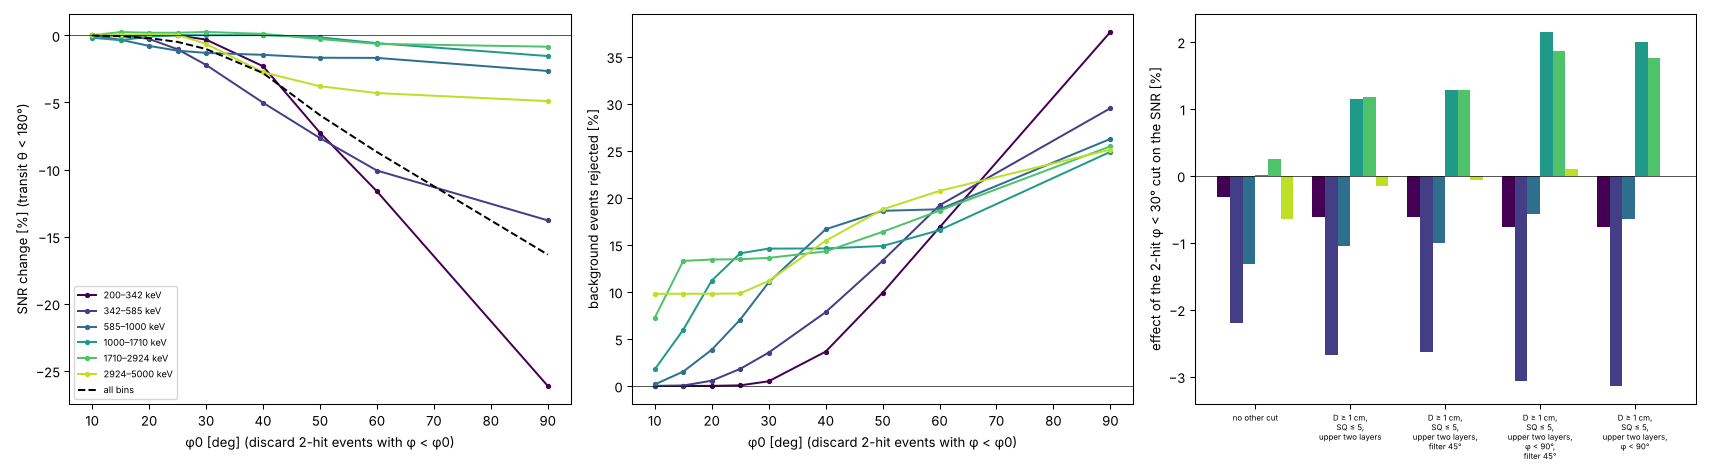 SNR change [%] (transit θ < 180°)
0
−5
−10
−15
−20
−25
200–342 keV
342–585 keV
585–1000 keV
1000–1710 keV
1710–2924 keV
2924–5000 keV
all bins
10 20 30 40 50 60 70 80 90
φ0 [deg] (discard 2-hit events with φ < φ0)
background events rejected [%]
35
30
25
20
15
10
5
0
10 20 30 40 50 60 70 80 90
φ0 [deg] (discard 2-hit events with φ < φ0)
effect of the 2-hit φ < 30° cut on the SNR [%]
2
1
0
−1
−2
−3
no other cut
D ≥ 1 cm,
SQ ≤ 5,
upper two layers
D ≥ 1 cm,
SQ ≤ 5,
upper two layers,
filter 45°
D ≥ 1 cm,
SQ ≤ 5,
upper two layers,
φ < 90°,
filter 45°
D ≥ 1 cm,
SQ ≤ 5,
upper two layers,
φ < 90°